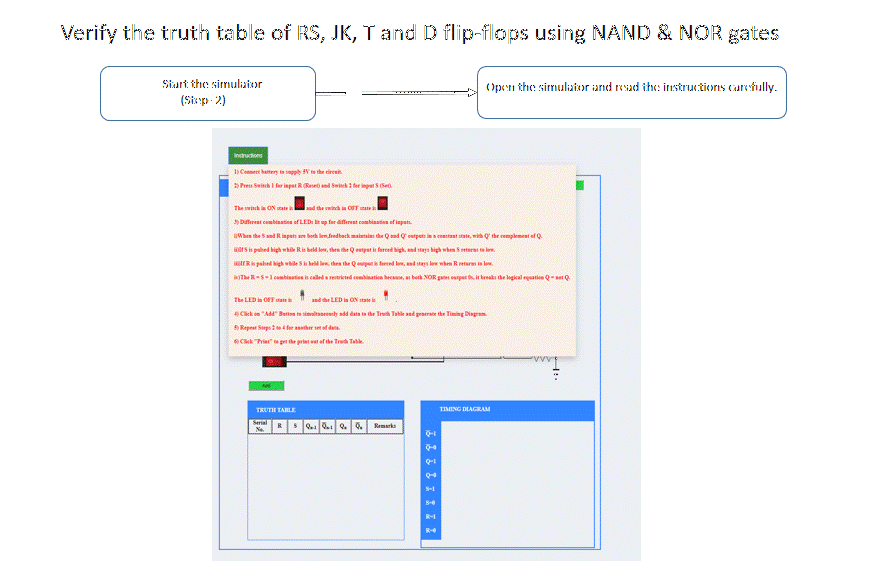 Verify the truth table of RS, JK, T and D flip-flops using NAND & NOR gates
Start the simulator
(Step- 2)
Open the simulator and read the instructions carefully.
Instructions
1) Connect battery to supply 5V to the circuit.
2) Press Switch 1 for input R (Reset) and Switch 2 for input S (Set).
The switch in ON state is and the switch in OFF state is
3) Different combination of LEDs lit up for different combination of inputs.
i)When the S and R inputs are both low,feedback maintains the Q and Q' outputs in a constant state, with Q' the complement of Q.
ii)If S is pulsed high while R is held low, then the Q output is forced high, and stays high when S returns to low.
iii)If R is pulsed high while S is held low, then the Q output is forced low, and stays low when R returns to low.
iv)The R = S = 1 combination is called a restricted combination because, as both NOR gates output 0s, it breaks the logical equation Q = not Q.
The LED in OFF state is and the LED in ON state is .
4) Click on "Add" Button to simultaneously add data to the Truth Table and generate the Timing Diagram.
5) Repeat Steps 2 to 4 for another set of data.
6) Click "Print" to get the print out of the Truth Table.
Add
TRUTH TABLE
Serial No. R S Qn-1 Q̅n-1 Qn Q̅n Remarks
TIMING DIAGRAM
Q̅=1
Q̅=0
Q=1
Q=0
S=1
S=0
R=1
R=0